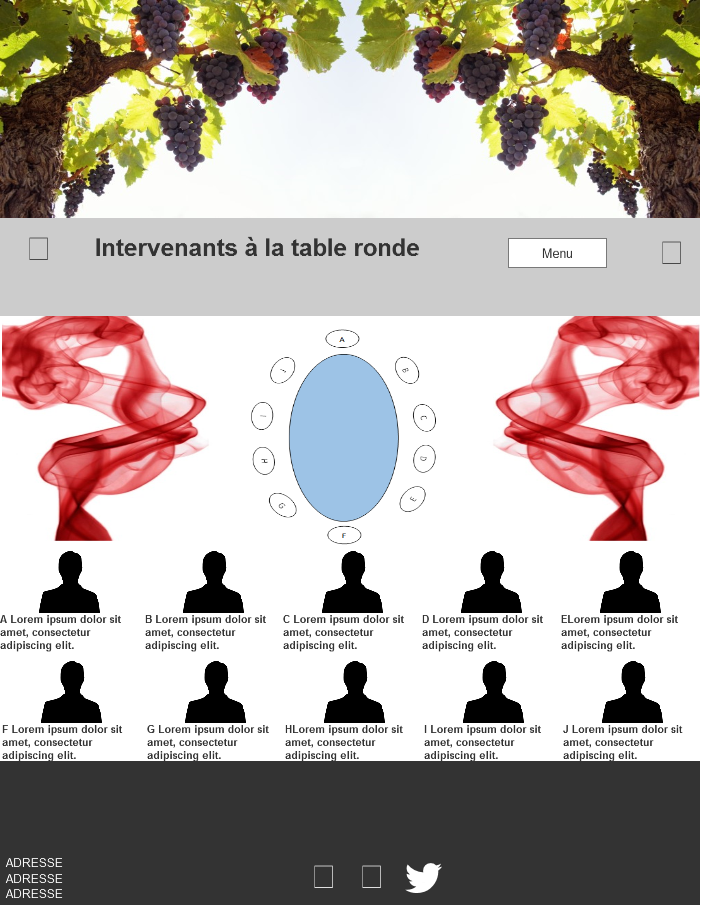 Intervenants à la table ronde
Menu
A
B
C
D
E
F
G
H
I
A Lorem ipsum dolor sit
amet, consectetur
adipiscing elit.
B Lorem ipsum dolor sit
amet, consectetur
adipiscing elit.
C Lorem ipsum dolor sit
amet, consectetur
adipiscing elit.
D Lorem ipsum dolor sit
amet, consectetur
adipiscing elit.
ELorem ipsum dolor sit
amet, consectetur
adipiscing elit.
F Lorem ipsum dolor sit
amet, consectetur
adipiscing elit.
G Lorem ipsum dolor sit
amet, consectetur
adipiscing elit.
HLorem ipsum dolor sit
amet, consectetur
adipiscing elit.
I Lorem ipsum dolor sit
amet, consectetur
adipiscing elit.
J Lorem ipsum dolor sit
amet, consectetur
adipiscing elit.
ADRESSE
ADRESSE
ADRESSE